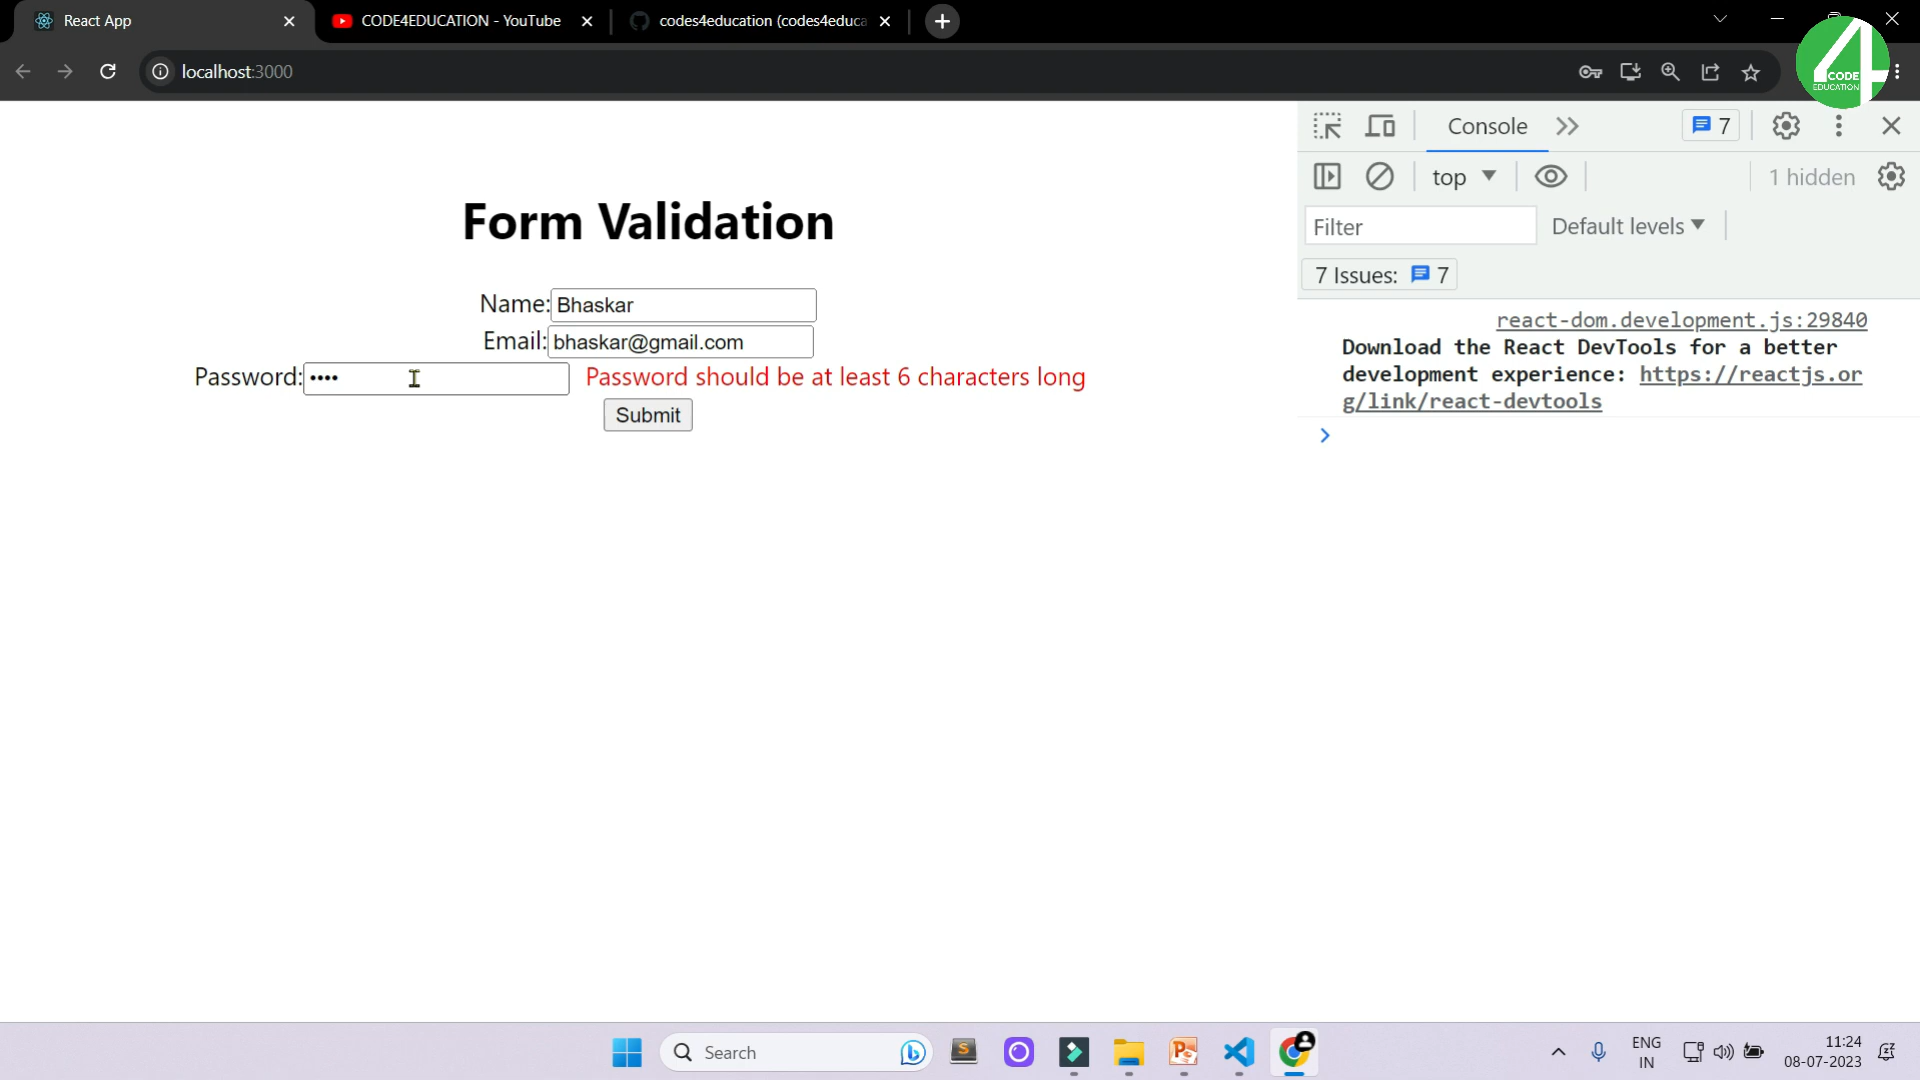 React App
CODE4EDUCATION - YouTube
codes4education (codes4educa
localhost:3000
4
CODE
EDUCATION
Form Validation
Name: Bhaskar
Email: bhaskar@gmail.com
Password: •••• Password should be at least 6 characters long
Submit
Console
7
top
1 hidden
Filter
Default levels
7 Issues: 7
react-dom.development.js:29840
Download the React DevTools for a better
development experience: https://reactjs.or
g/link/react-devtools
Search
ENG
IN
11:24
08-07-2023